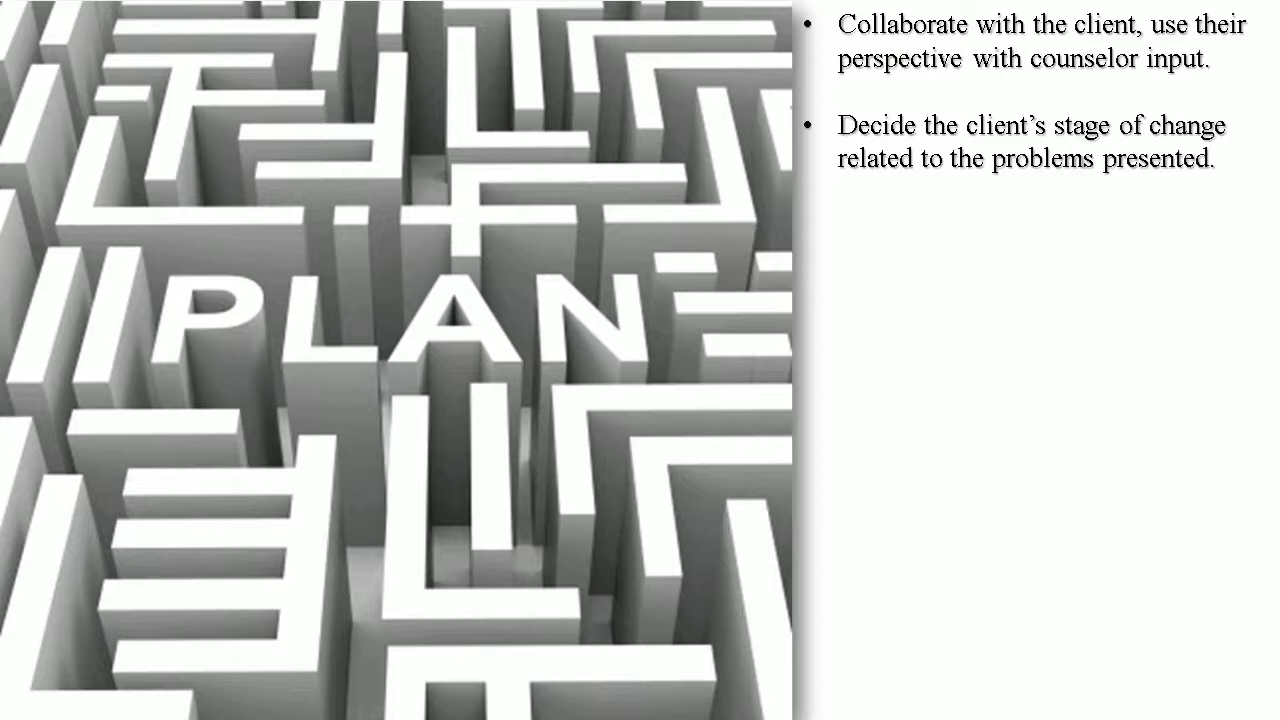 PLAN
• Collaborate with the client, use their
perspective with counselor input.
• Decide the client’s stage of change
related to the problems presented.